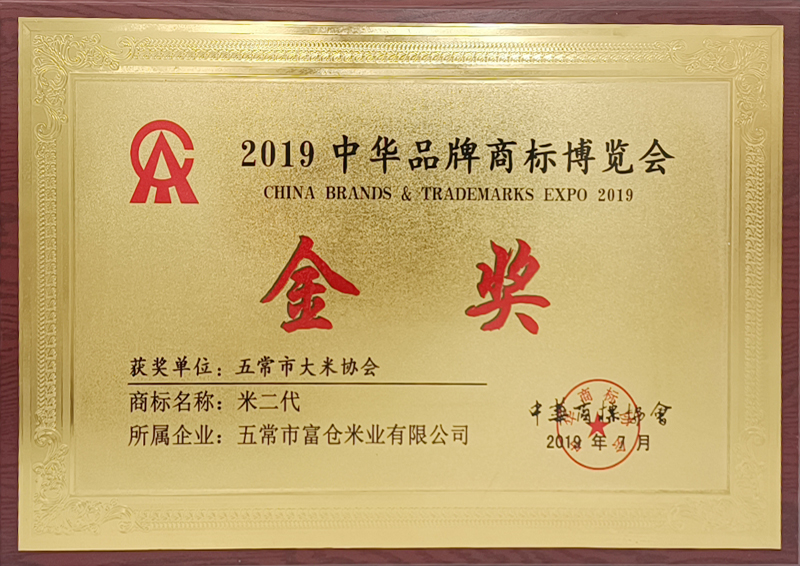 2019 中华品牌商标博览会
CHINA BRANDS & TRADEMARKS EXPO 2019
金 奖
获奖单位：五常市大米协会
商标名称：米二代
所属企业：五常市富仓米业有限公司
中華商標協會
2019 年 7 月